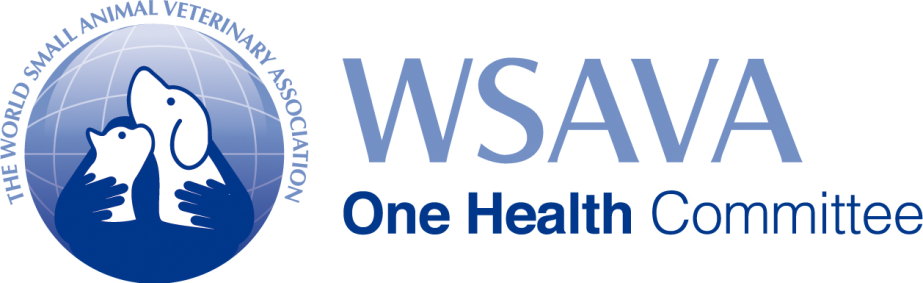 THE WORLD SMALL ANIMAL VETERINARY ASSOCIATION
WSAVA
One Health Committee